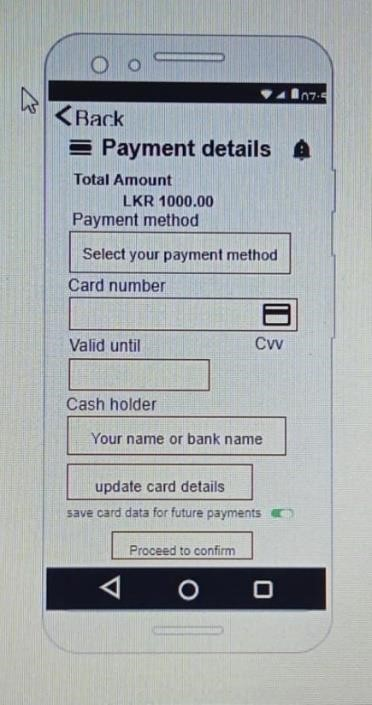 Back
Payment details
Total Amount
LKR 1000.00
Payment method
Select your payment method
Card number
Valid until Cvv
Cash holder
Your name or bank name
update card details
save card data for future payments
Proceed to confirm